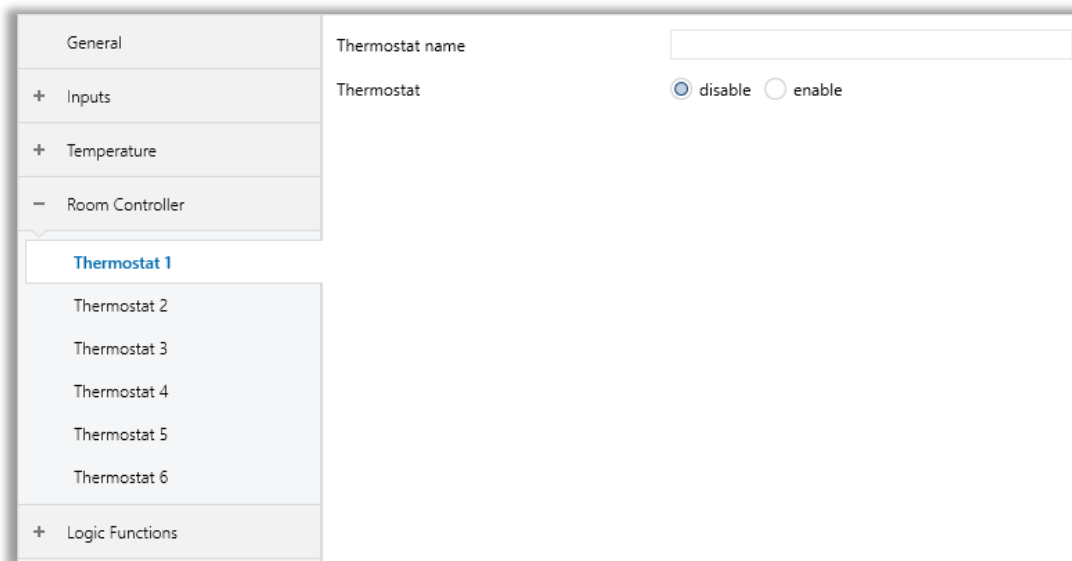 General
+ Inputs
+ Temperature
− Room Controller
Thermostat 1
Thermostat 2
Thermostat 3
Thermostat 4
Thermostat 5
Thermostat 6
+ Logic Functions
Thermostat name
Thermostat disable enable